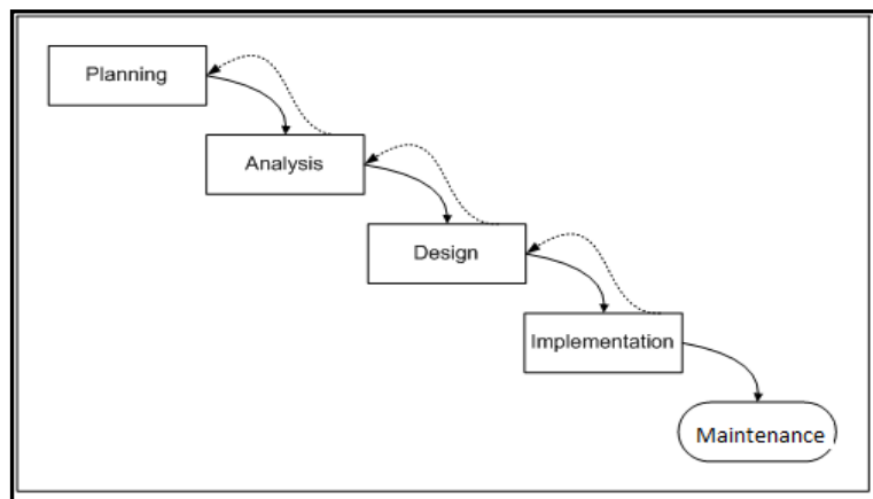 Planning
Analysis
Design
Implementation
Maintenance